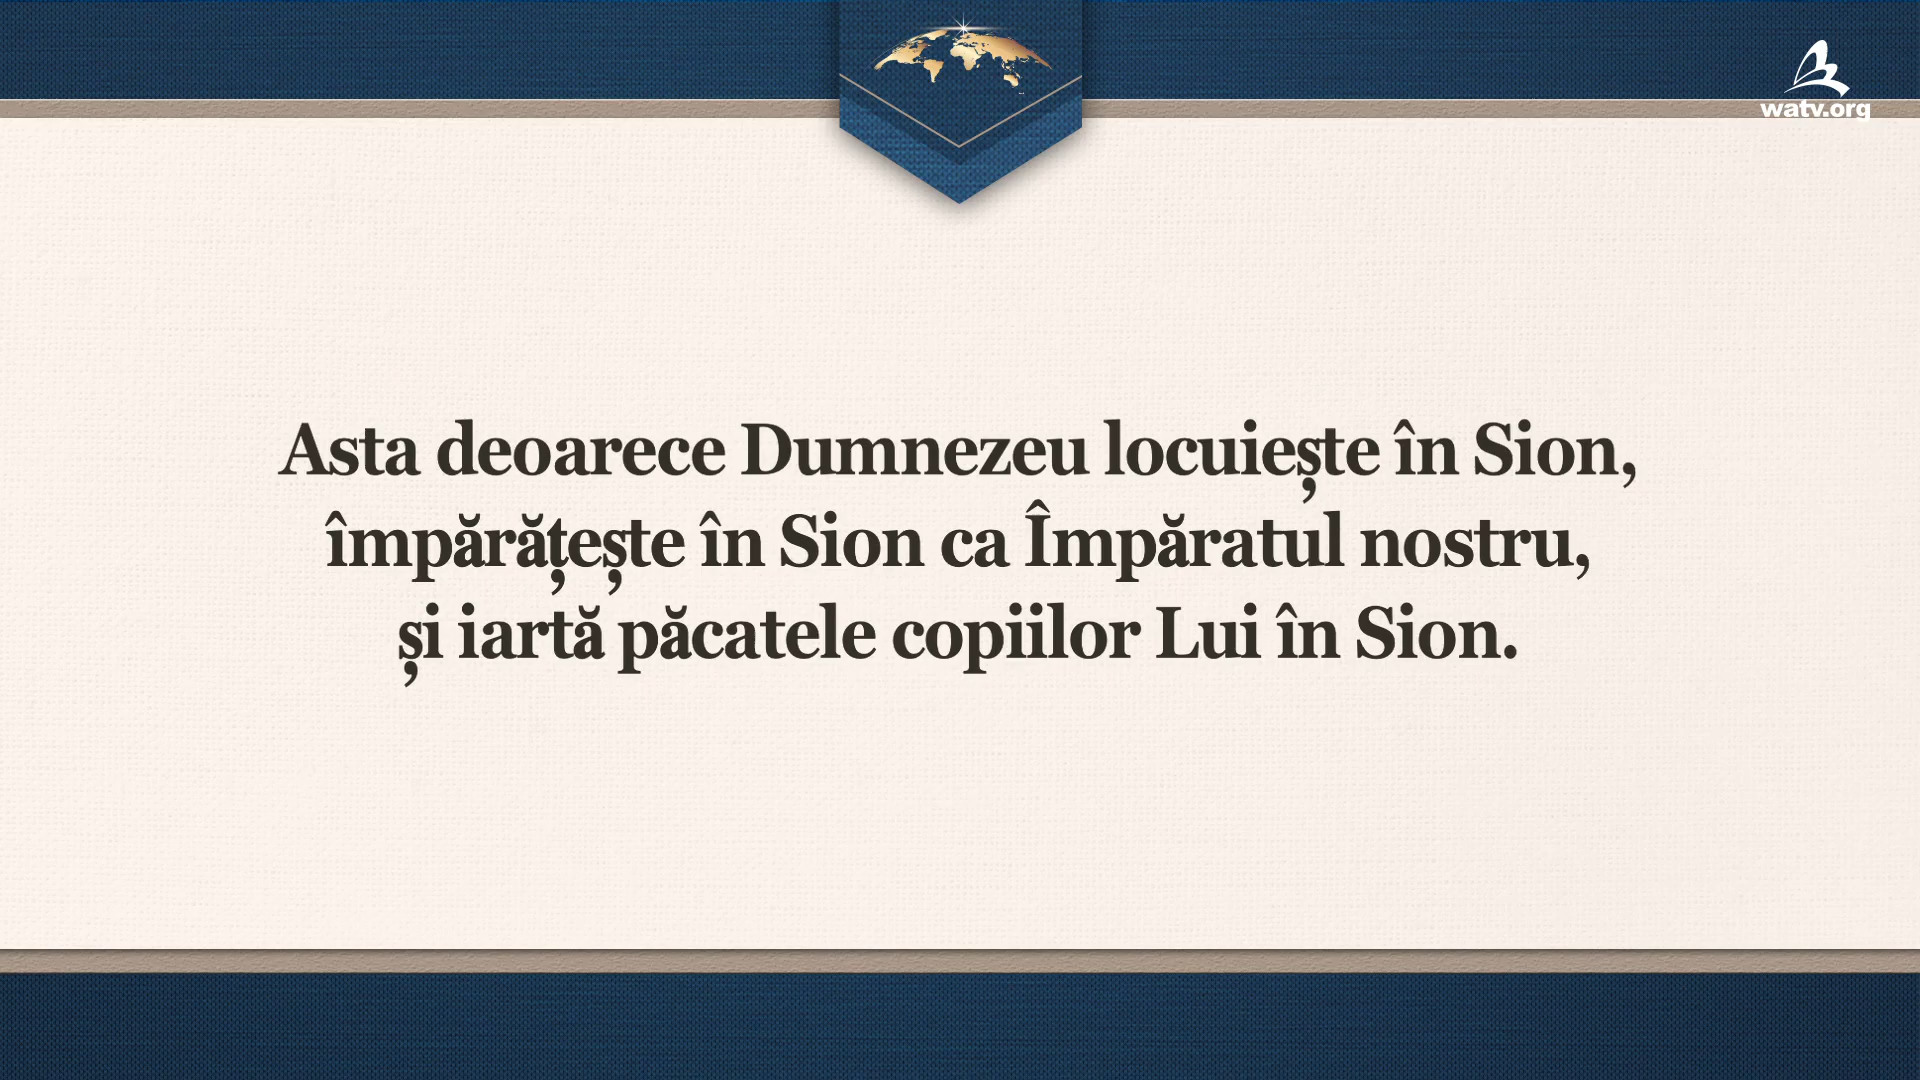 watv.org
Asta deoarece Dumnezeu locuiește în Sion,
împărățește în Sion ca Împăratul nostru,
și iartă păcatele copiilor Lui în Sion.